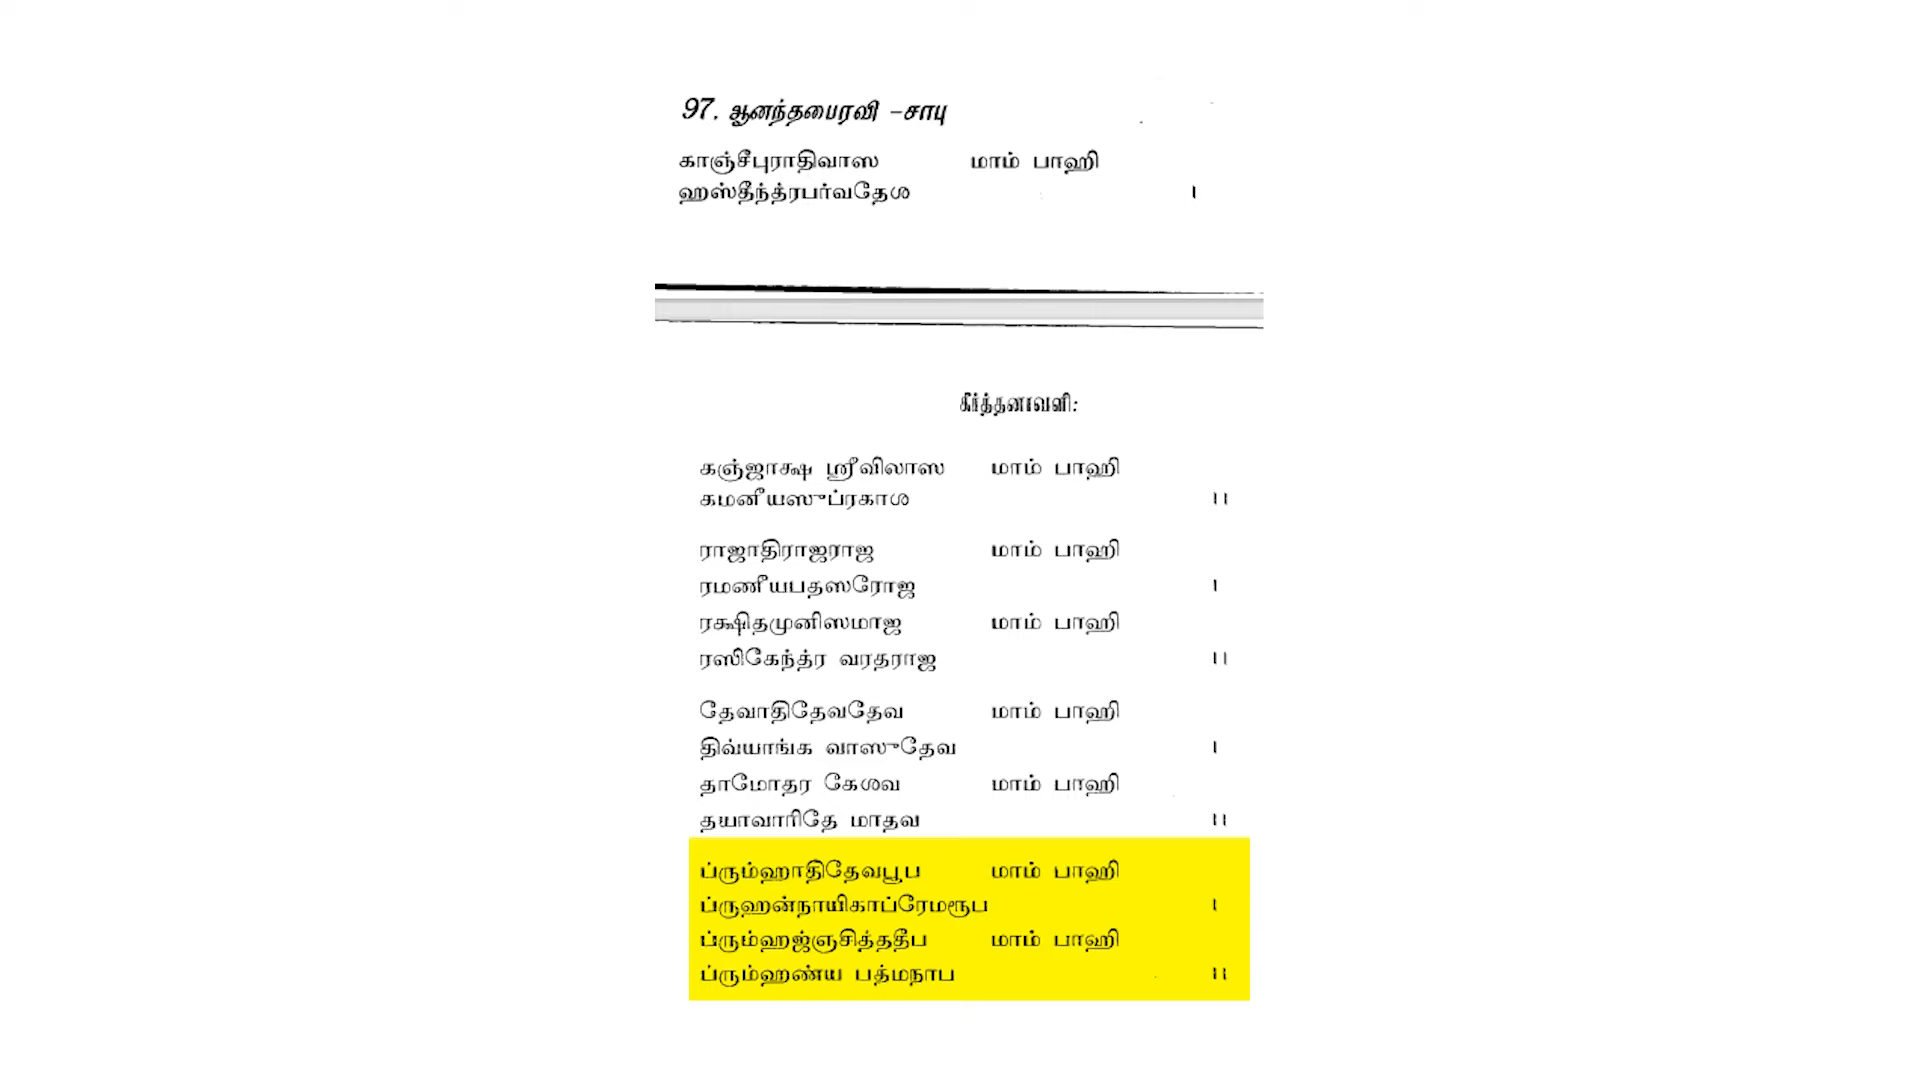 97. ஆனந்தபைரவி –சாபு
காஞ்சீபுராதிவாஸ மாம் பாஹி
ஹஸ்தீந்த்ரபர்வதேஶ ।
கீர்த்தனாவளி:
கஞ்ஜாக்ஷ ஸ்ரீவிலாஸ மாம் பாஹி
கமனீயஸுப்ரகாஶ ।।
ராஜாதிராஜராஜ மாம் பாஹி
ரமணீயபதஸரோஜ ।
ரக்ஷிதமுனிஸமாஜ மாம் பாஹி
ரஸிகேந்த்ர வரதராஜ ।।
தேவாதிதேவதேவ மாம் பாஹி
திவ்யாங்க வாஸுதேவ ।
தாமோதர கேஶவ மாம் பாஹி
தயாவாரிதே மாதவ ।।
ப்ரும்ஹாதிதேவபூப மாம் பாஹி
ப்ருஹன்நாயிகாப்ரேமரூப ।
ப்ரும்ஹஜ்ஞசித்ததீப மாம் பாஹி
ப்ரும்ஹண்ய பத்மநாப ।।